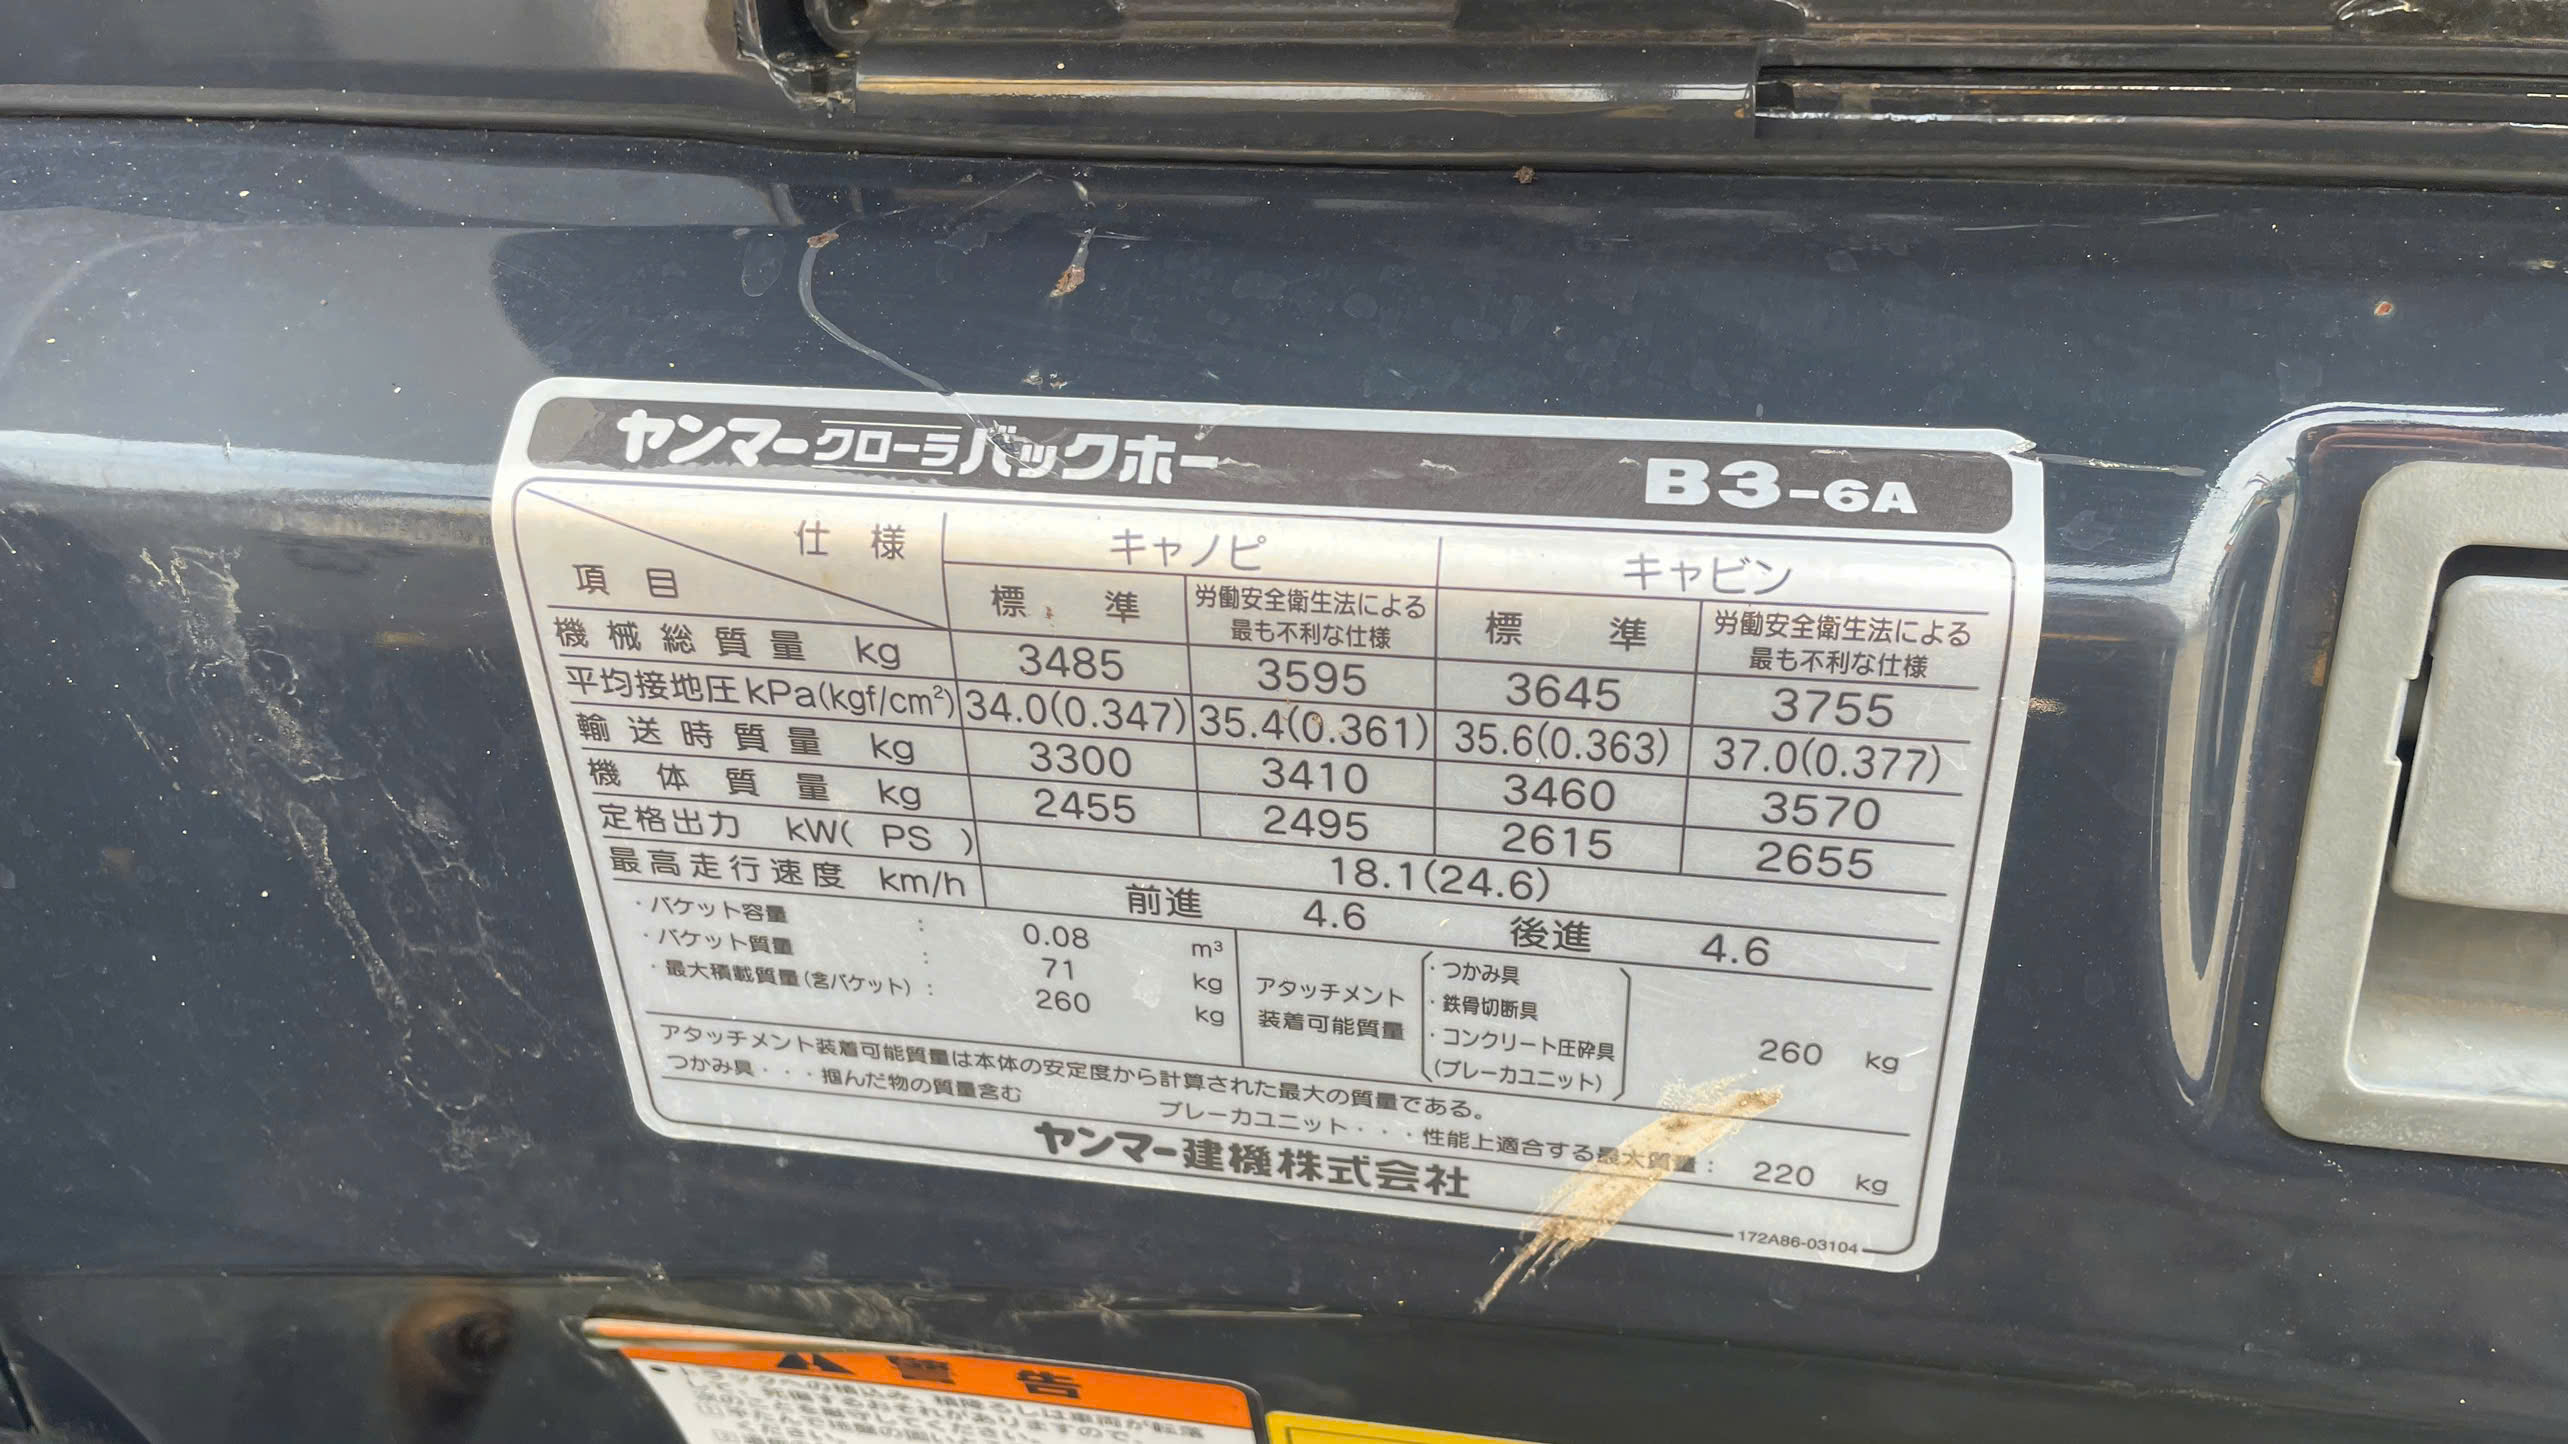 ヤンマークローラバックホー B3-6A
仕様 キャノピ キャビン
項目 標準 労働安全衛生法による最も不利な仕様 標準 労働安全衛生法による最も不利な仕様
機械総質量 kg 3485 3595 3645 3755
平均接地圧 kPa(kgf/cm²) 34.0(0.347) 35.4(0.361) 35.6(0.363) 37.0(0.377)
輸送時質量 kg 3300 3410 3460 3570
機体質量 kg 2455 2495 2615 2655
定格出力 kW( PS ) 18.1(24.6)
最高走行速度 km/h 前進 4.6 後進 4.6
・バケット容量 : 0.08 m³
・バケット質量 : 71 kg
・最大積載質量(含バケット) : 260 kg
アタッチメント
装着可能質量
・つかみ具
・鉄骨切断具
・コンクリート圧砕具
(ブレーカユニット)
260 kg
アタッチメント装着可能質量は本体の安定度から計算された最大の質量である。
つかみ具・・・掴んだ物の質量含む
ブレーカユニット・・・性能上適合する最大質量: 220 kg
ヤンマー建機株式会社
172A86-03104
警告